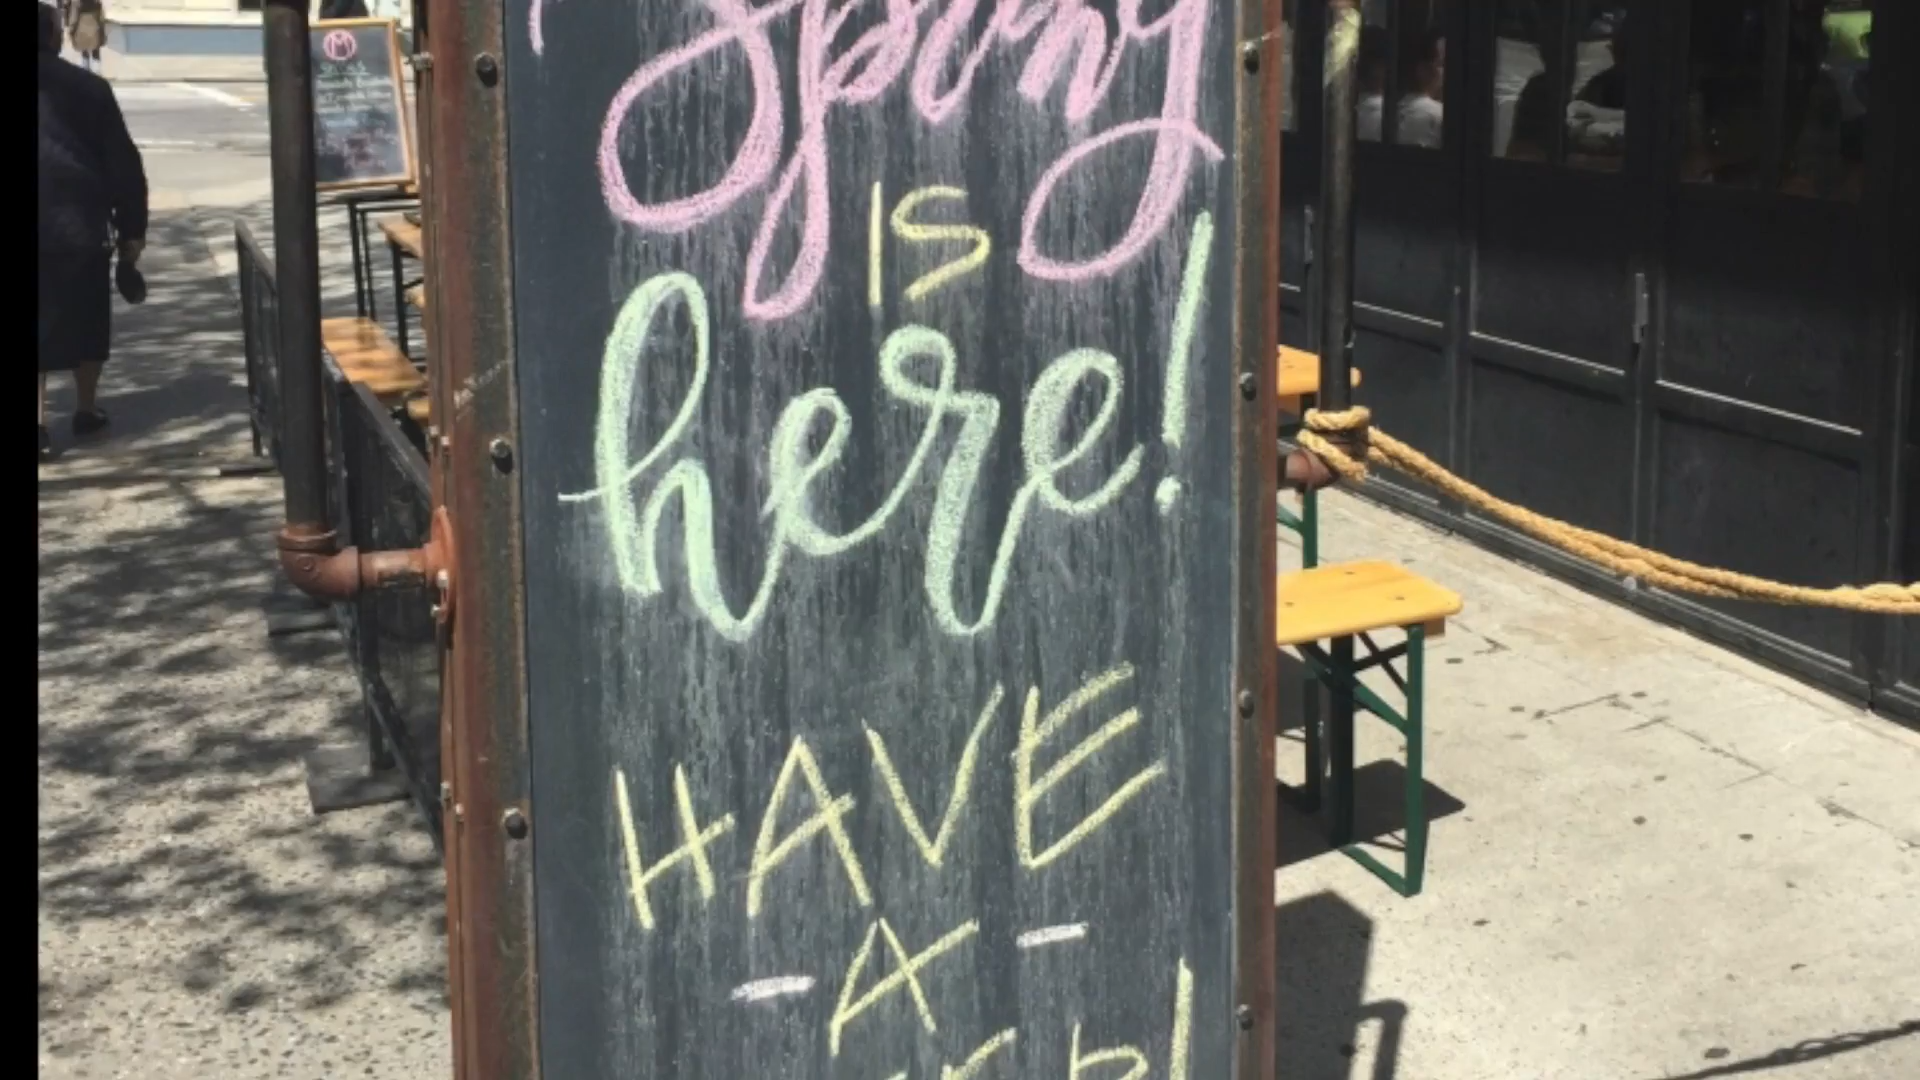 Spring
IS
here!
HAVE
- A -